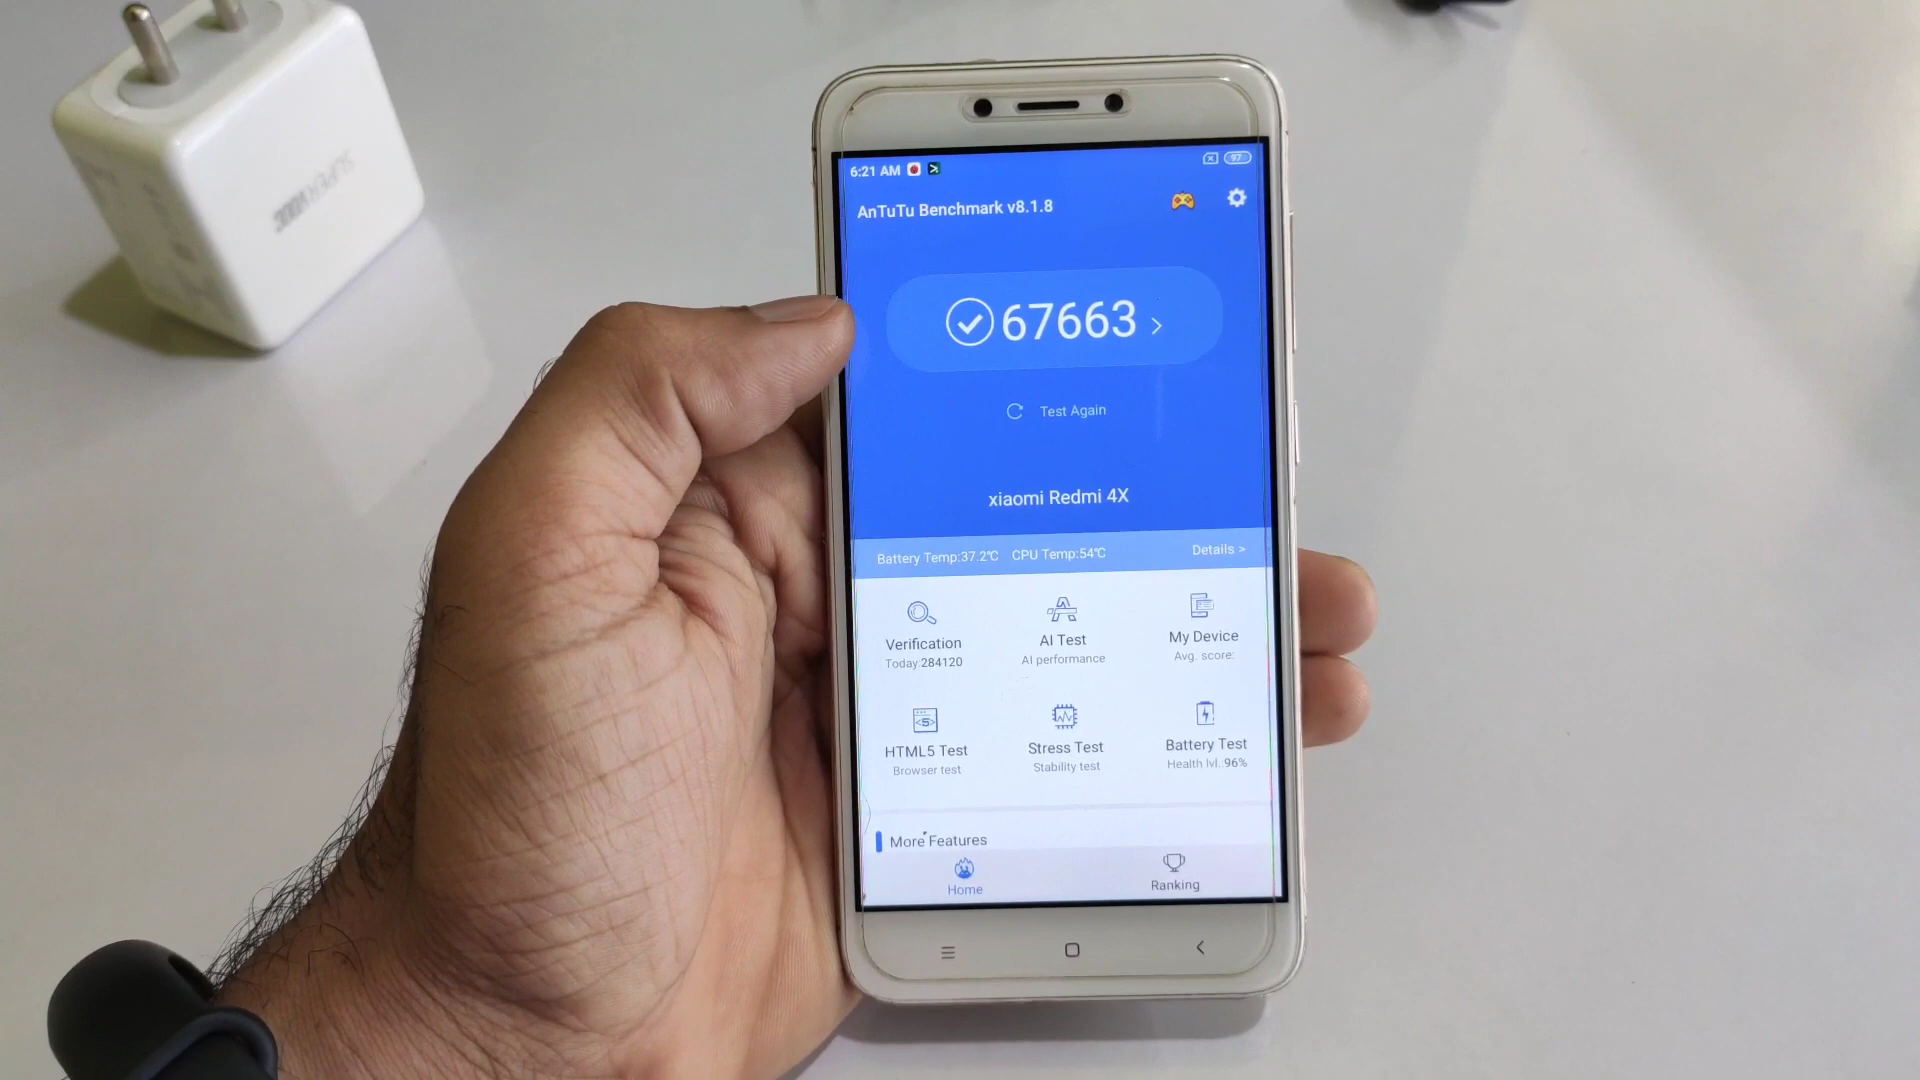 6:21 AM
97
AnTuTu Benchmark v8.1.8
67663
Test Again
xiaomi Redmi 4X
Battery Temp:37.2℃ CPU Temp:54℃ Details >
Verification
Today:284120
AI Test
AI performance
My Device
Avg. score:
HTML5 Test
Browser test
Stress Test
Stability test
Battery Test
Health lvl.:96%
More Features
Home
Ranking
SUPERVOOC